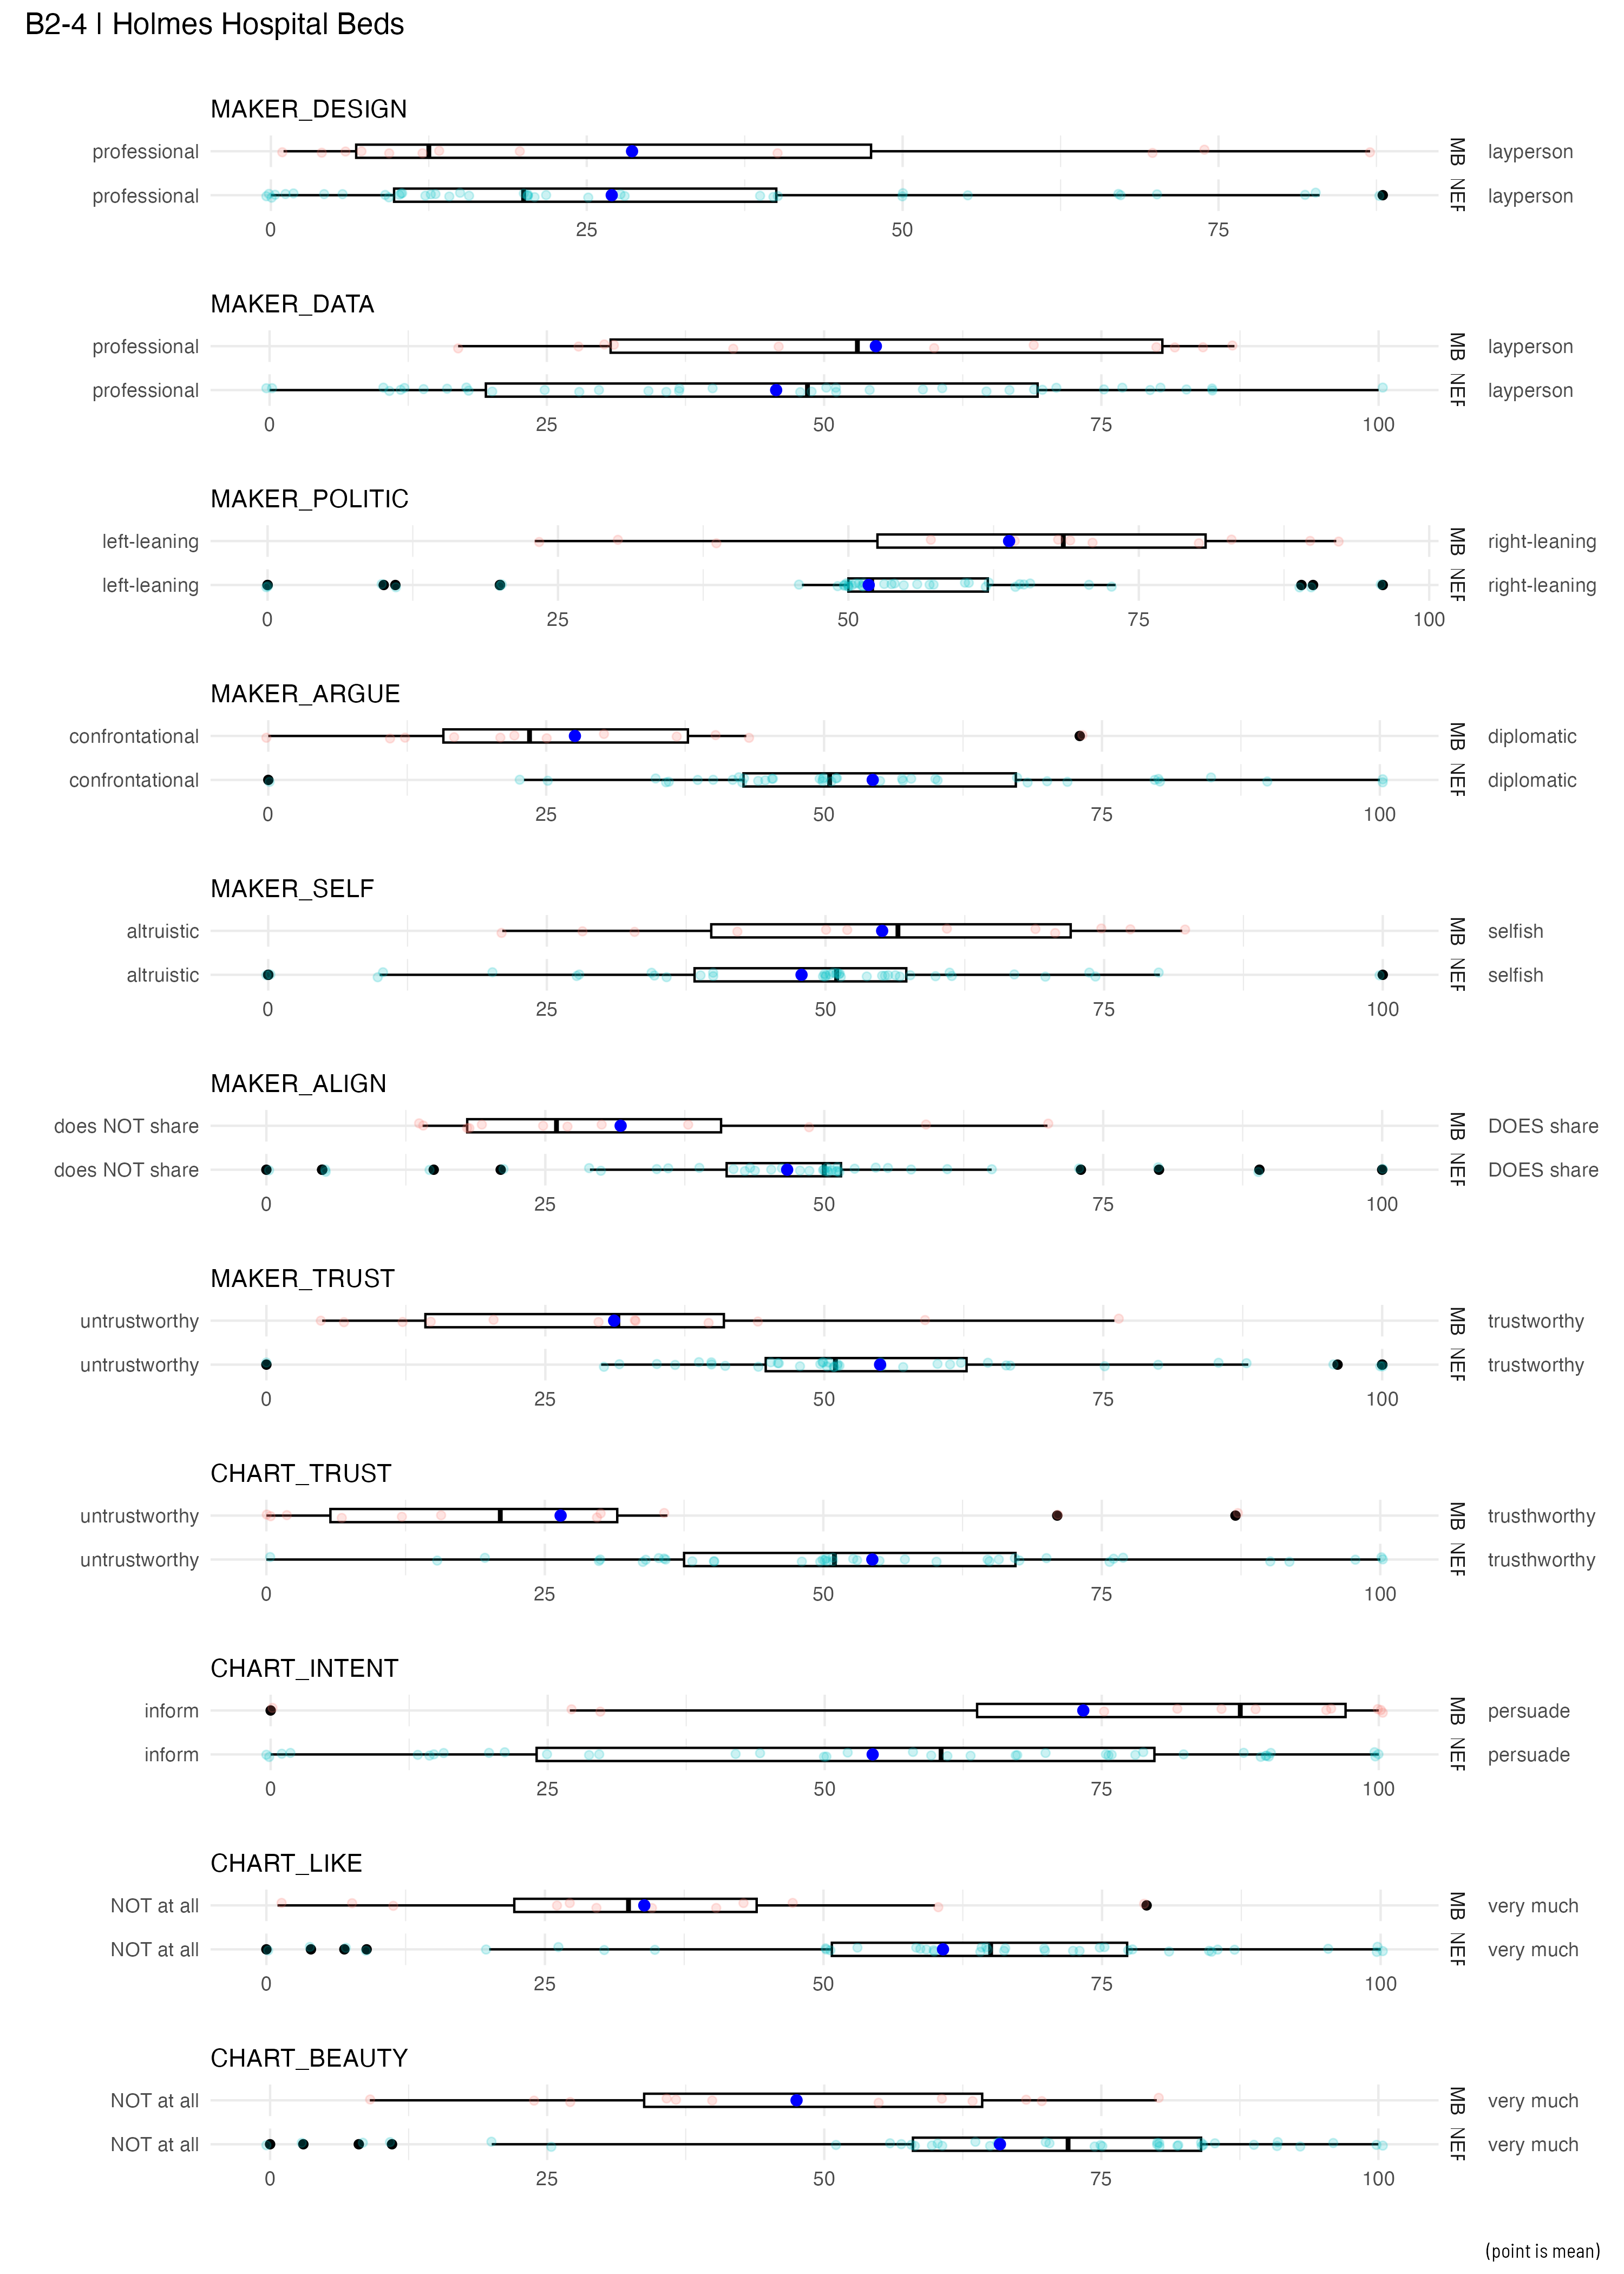 B2-4 | Holmes Hospital Beds
MAKER_DESIGN
professional MB layperson
professional NEF layperson
0 25 50 75
MAKER_DATA
professional MB layperson
professional NEF layperson
0 25 50 75 100
MAKER_POLITIC
left-leaning MB right-leaning
left-leaning NEF right-leaning
0 25 50 75 100
MAKER_ARGUE
confrontational MB diplomatic
confrontational NEF diplomatic
0 25 50 75 100
MAKER_SELF
altruistic MB selfish
altruistic NEF selfish
0 25 50 75 100
MAKER_ALIGN
does NOT share MB DOES share
does NOT share NEF DOES share
0 25 50 75 100
MAKER_TRUST
untrustworthy MB trustworthy
untrustworthy NEF trustworthy
0 25 50 75 100
CHART_TRUST
untrustworthy MB trusthworthy
untrustworthy NEF trusthworthy
0 25 50 75 100
CHART_INTENT
inform MB persuade
inform NEF persuade
0 25 50 75 100
CHART_LIKE
NOT at all MB very much
NOT at all NEF very much
0 25 50 75 100
CHART_BEAUTY
NOT at all MB very much
NOT at all NEF very much
0 25 50 75 100
(point is mean)